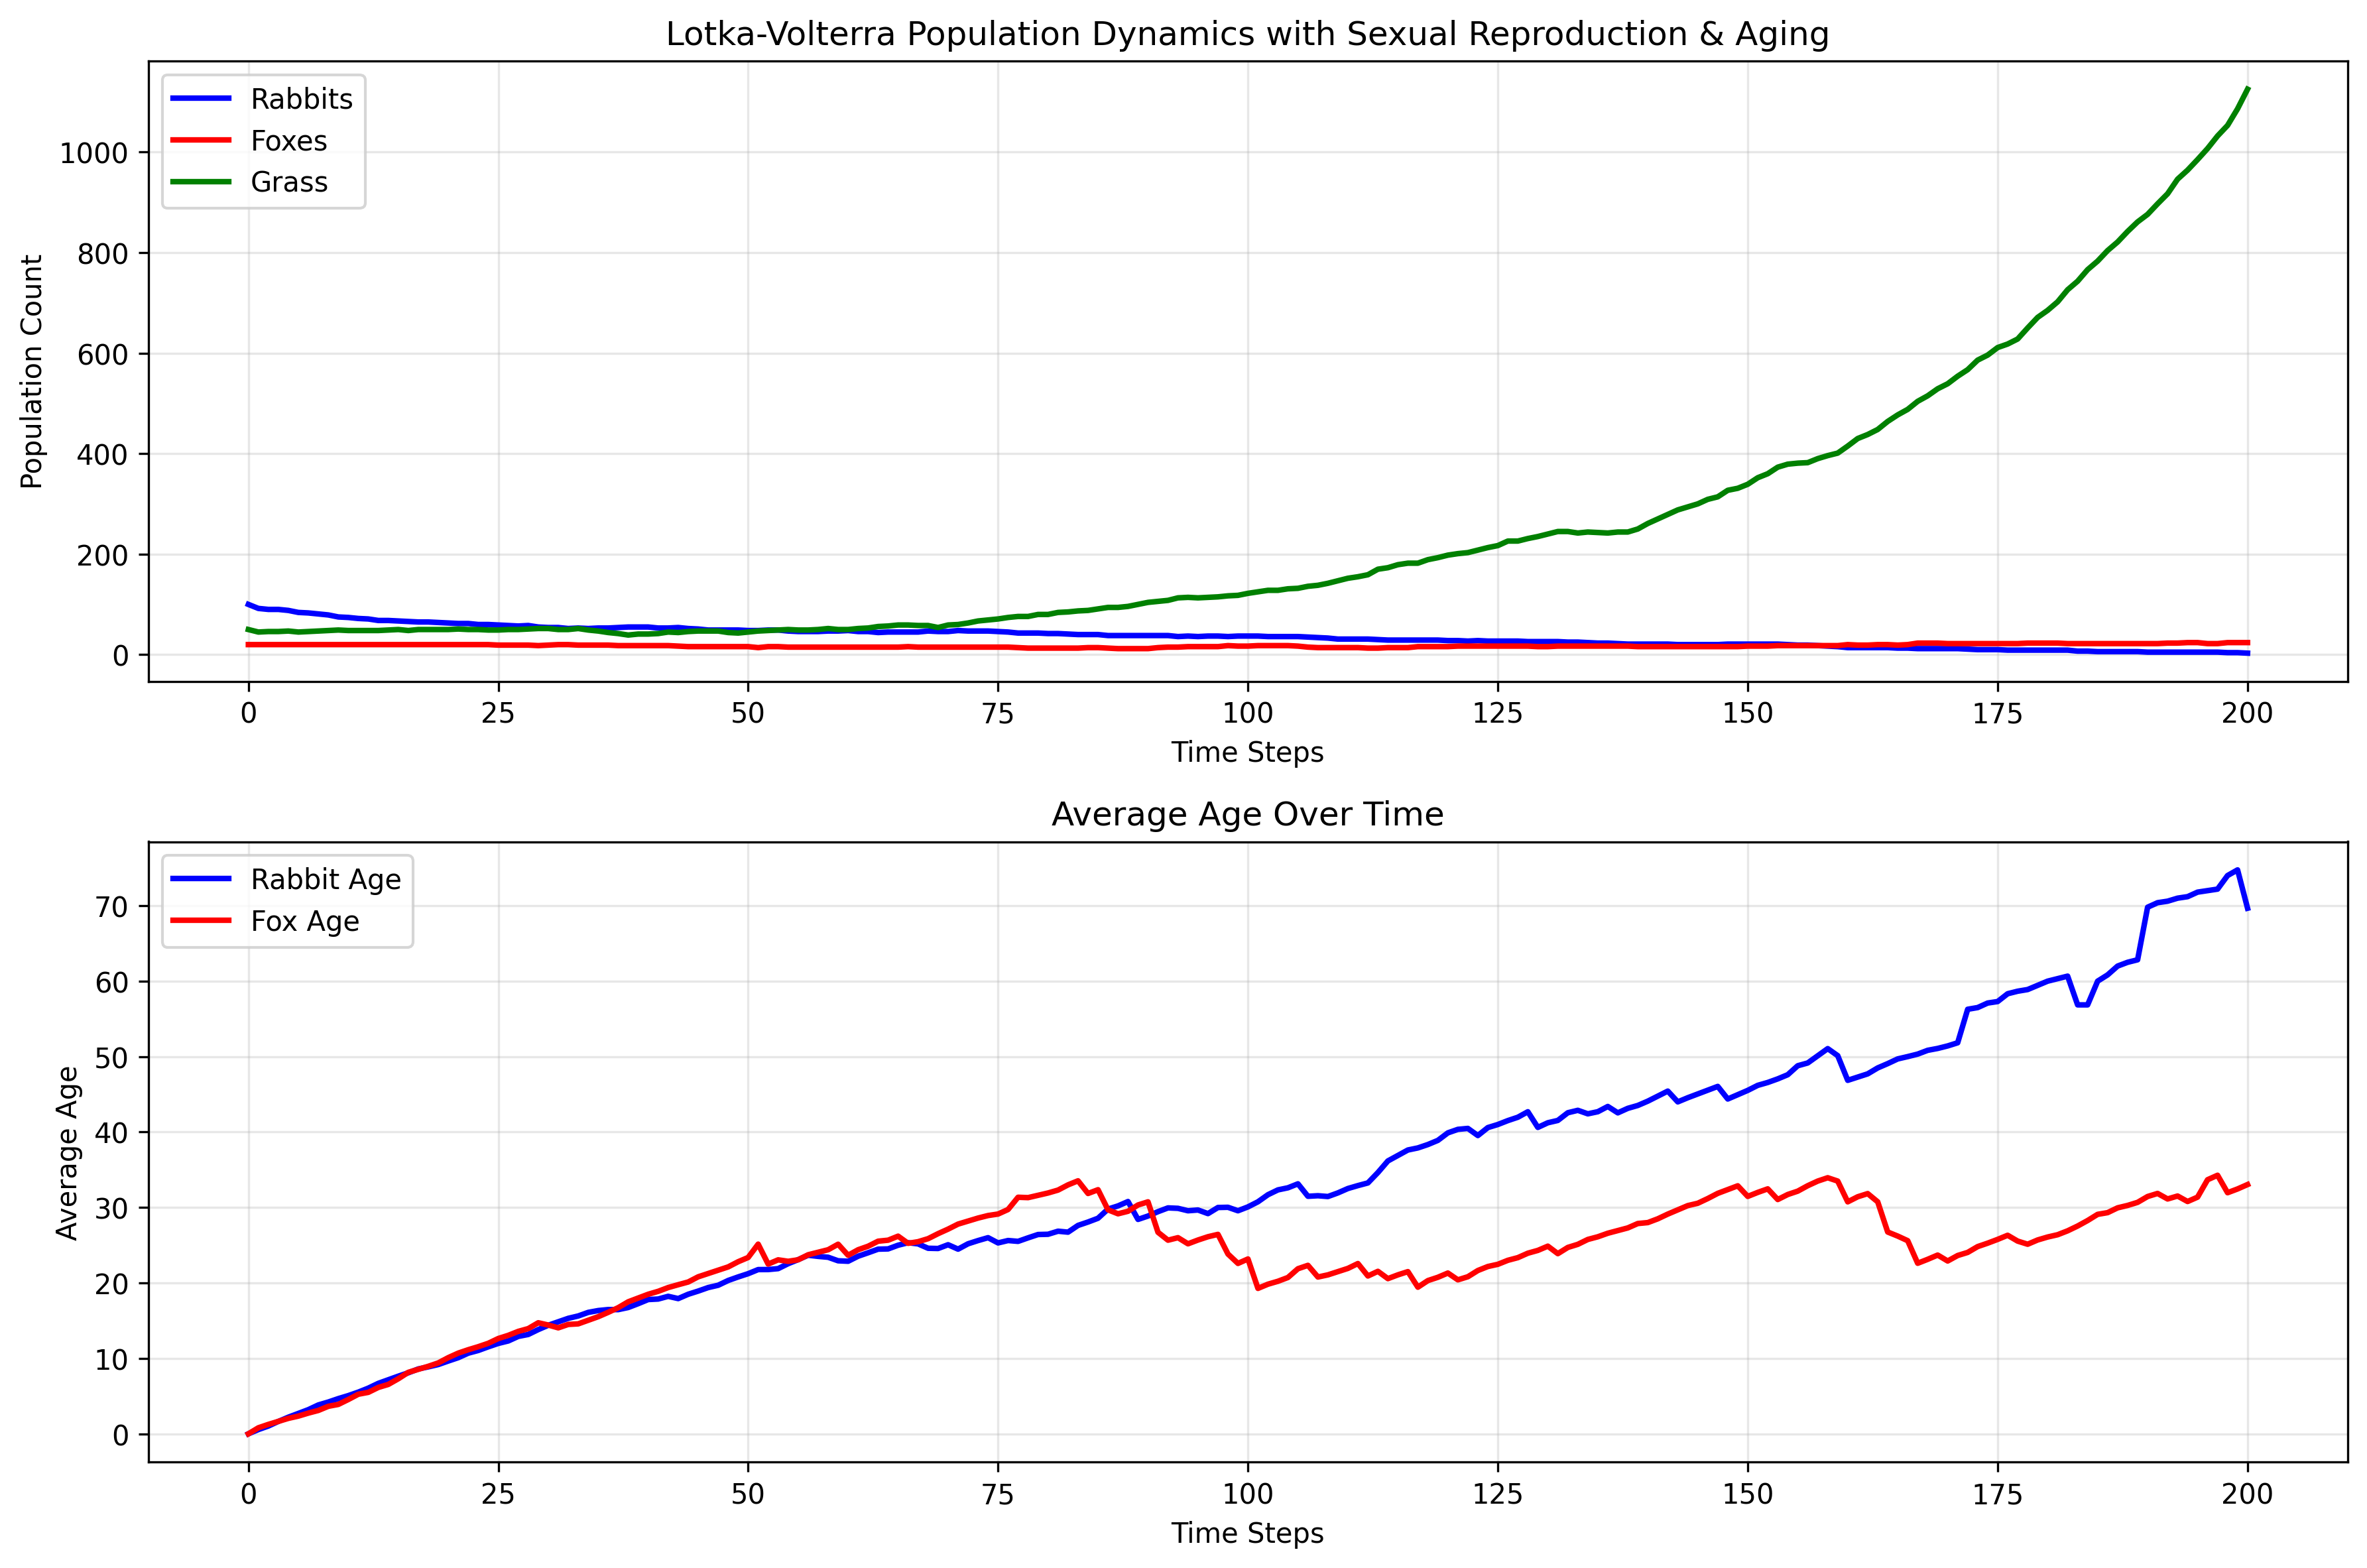 Lotka-Volterra Population Dynamics with Sexual Reproduction & Aging
Rabbits
Foxes
Grass
Population Count
1000
800
600
400
200
0
0 25 50 75 100 125 150 175 200
Time Steps
Average Age Over Time
Rabbit Age
Fox Age
Average Age
70
60
50
40
30
20
10
0
0 25 50 75 100 125 150 175 200
Time Steps